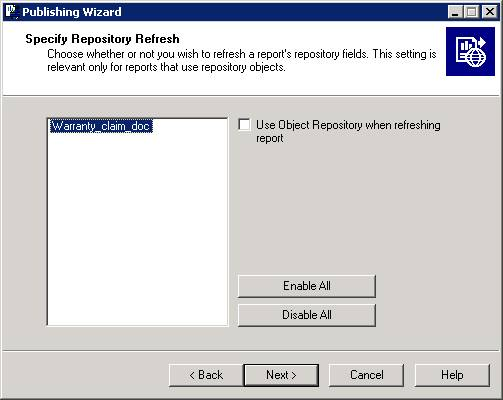 Publishing Wizard
Specify Repository Refresh
Choose whether or not you wish to refresh a report's repository fields. This setting is
relevant only for reports that use repository objects.
Warranty_claim_doc
Use Object Repository when refreshing
report
Enable All
Disable All
< Back
Next >
Cancel
Help